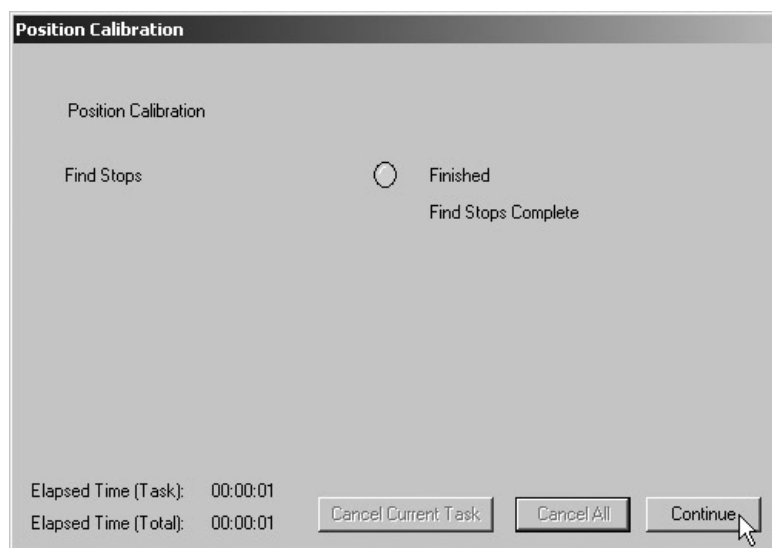 Position Calibration
Position Calibration
Find Stops Finished
Find Stops Complete
Elapsed Time (Task): 00:00:01
Elapsed Time (Total): 00:00:01
Cancel Current Task Cancel All Continue